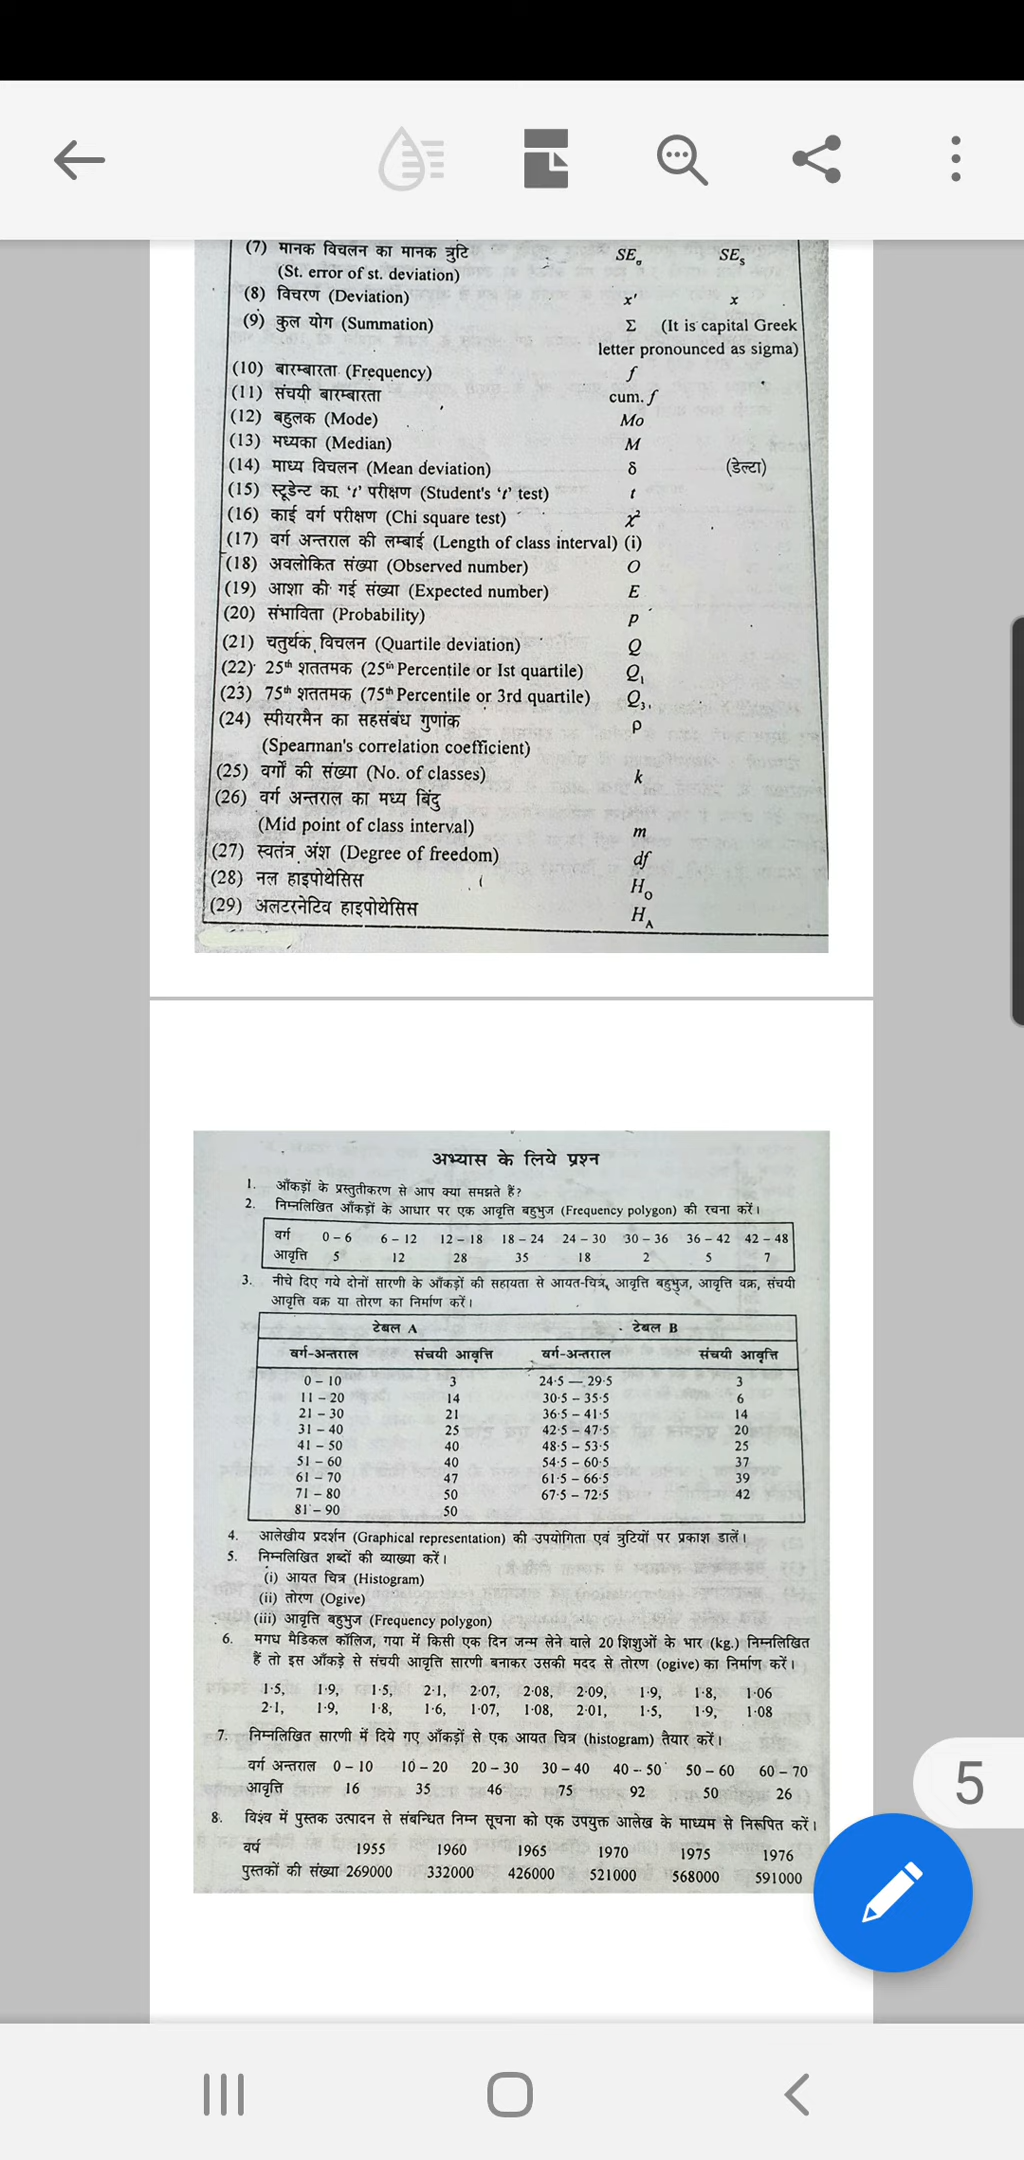 (7) मानक विचलन का मानक त्रुटि SEσ SEs
(St. error of st. deviation)
(8) विचरण (Deviation) x' x
(9) कुल योग (Summation) Σ (It is capital Greek
letter pronounced as sigma)
(10) बारम्बारता (Frequency) f
(11) संचयी बारम्बारता cum. f
(12) बहुलक (Mode) Mo
(13) मध्यका (Median) M
(14) माध्य विचलन (Mean deviation) δ (डेल्टा)
(15) स्टूडेन्ट का 't' परीक्षण (Student's 't' test) t
(16) काई वर्ग परीक्षण (Chi square test) χ²
(17) वर्ग अन्तराल की लम्बाई (Length of class interval) (i)
(18) अवलोकित संख्या (Observed number) O
(19) आशा की गई संख्या (Expected number) E
(20) संभाविता (Probability) p
(21) चतुर्थक विचलन (Quartile deviation) Q
(22) 25th शततमक (25th Percentile or Ist quartile) Q₁
(23) 75th शततमक (75th Percentile or 3rd quartile) Q₃
(24) स्पीयरमैन का सहसंबंध गुणांक ρ
(Spearman's correlation coefficient)
(25) वर्गों की संख्या (No. of classes) k
(26) वर्ग अन्तराल का मध्य बिंदु
(Mid point of class interval) m
(27) स्वतंत्र अंश (Degree of freedom) df
(28) नल हाइपोथेसिस H₀
(29) अलटरनेटिव हाइपोथेसिस HA
अभ्यास के लिये प्रश्न
1. आँकड़ों के प्रस्तुतीकरण से आप क्या समझते हैं?
2. निम्नलिखित आँकड़ों के आधार पर एक आवृत्ति बहुभुज (Frequency polygon) की रचना करें।
वर्ग 0 – 6 6 – 12 12 – 18 18 – 24 24 – 30 30 – 36 36 – 42 42 – 48
आवृत्ति 5 12 28 35 18 2 5 7
3. नीचे दिए गये दोनों सारणी के आँकड़ों की सहायता से आयत-चित्र, आवृत्ति बहुभुज, आवृत्ति वक्र, संचयी
आवृत्ति वक्र या तोरण का निर्माण करें।
टेबल A टेबल B
वर्ग-अन्तराल संचयी आवृत्ति वर्ग-अन्तराल संचयी आवृत्ति
0 – 10 3 24·5 — 29·5 3
11 – 20 14 30·5 – 35·5 6
21 – 30 21 36·5 – 41·5 14
31 – 40 25 42·5 – 47·5 20
41 – 50 40 48·5 – 53·5 25
51 – 60 40 54·5 – 60·5 37
61 – 70 47 61·5 – 66·5 39
71 – 80 50 67·5 – 72·5 42
81 – 90 50
4. आलेखीय प्रदर्शन (Graphical representation) की उपयोगिता एवं त्रुटियों पर प्रकाश डालें।
5. निम्नलिखित शब्दों की व्याख्या करें।
(i) आयत चित्र (Histogram)
(ii) तोरण (Ogive)
(iii) आवृत्ति बहुभुज (Frequency polygon)
6. मगध मैडिकल कॉलिज, गया में किसी एक दिन जन्म लेने वाले 20 शिशुओं के भार (kg.) निम्नलिखित
हैं तो इस आँकड़े से संचयी आवृत्ति सारणी बनाकर उसकी मदद से तोरण (ogive) का निर्माण करें।
1·5, 1·9, 1·5, 2·1, 2·07, 2·08, 2·09, 1·9, 1·8, 1·06
2·1, 1·9, 1·8, 1·6, 1·07, 1·08, 2·01, 1·5, 1·9, 1·08
7. निम्नलिखित सारणी में दिये गए आँकड़ों से एक आयत चित्र (histogram) तैयार करें।
वर्ग अन्तराल 0 – 10 10 – 20 20 – 30 30 – 40 40 – 50 50 – 60 60 – 70
आवृत्ति 16 35 46 75 92 50 26
8. विश्व में पुस्तक उत्पादन से संबन्धित निम्न सूचना को एक उपयुक्त आलेख के माध्यम से निरूपित करें।
वर्ष 1955 1960 1965 1970 1975 1976
पुस्तकों की संख्या 269000 332000 426000 521000 568000 591000
5